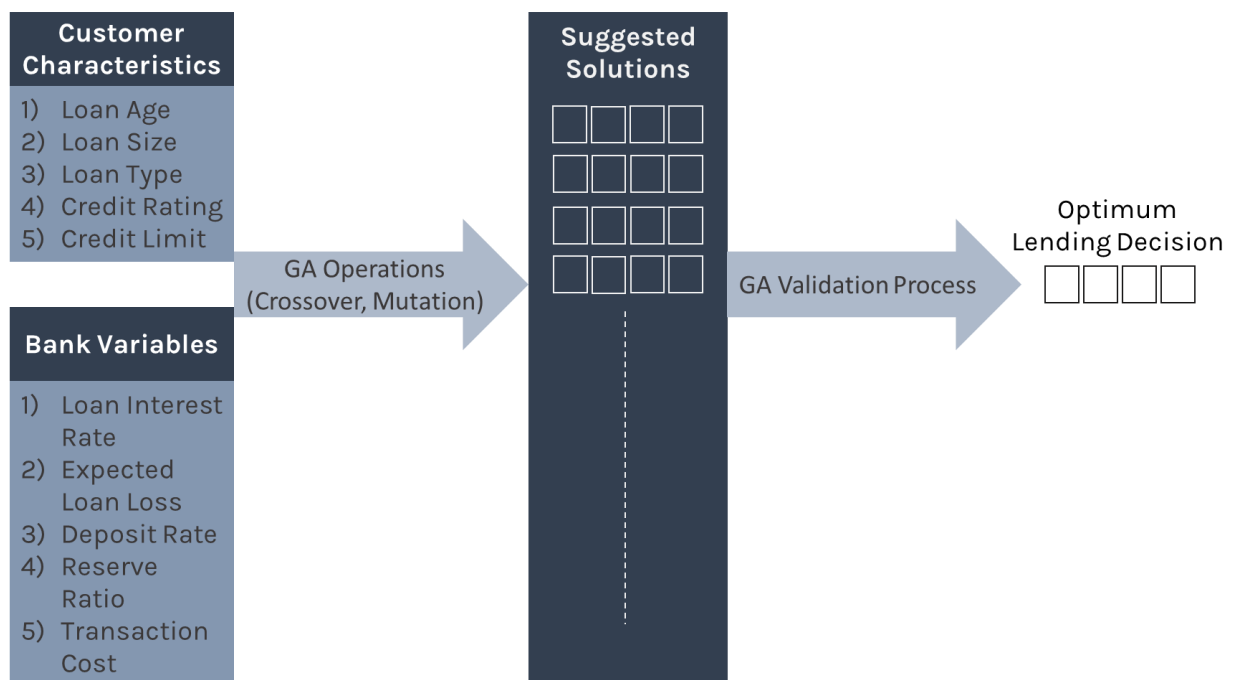 Customer
Characteristics
1) Loan Age
2) Loan Size
3) Loan Type
4) Credit Rating
5) Credit Limit
Bank Variables
1) Loan Interest
Rate
2) Expected
Loan Loss
3) Deposit Rate
4) Reserve
Ratio
5) Transaction
Cost
GA Operations
(Crossover, Mutation)
Suggested
Solutions
GA Validation Process
Optimum
Lending Decision